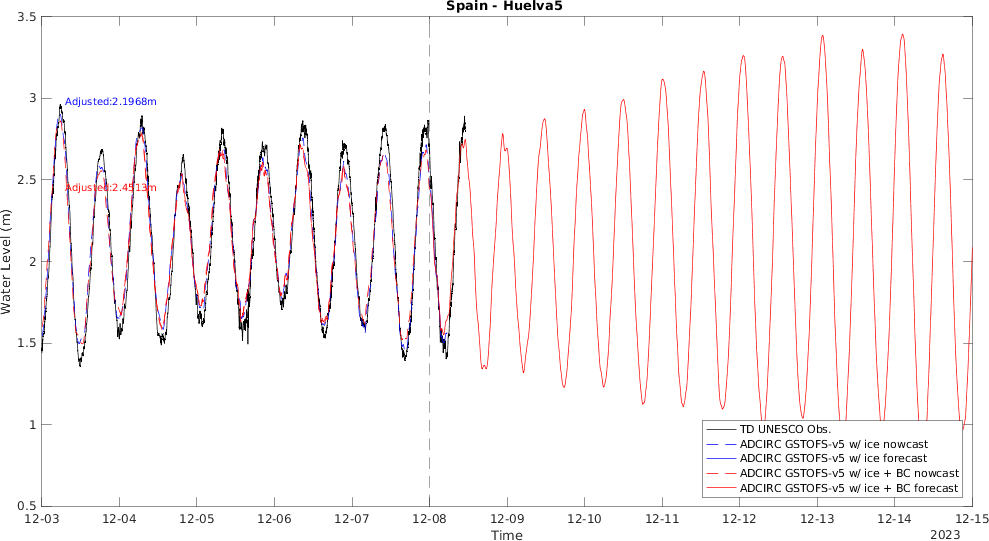 Spain - Huelva5
3.5
3
2.5
2
1.5
1
0.5
Water Level (m)
Adjusted:2.1968m
Adjusted:2.4513m
TD UNESCO Obs.
ADCIRC GSTOFS-v5 w/ ice nowcast
ADCIRC GSTOFS-v5 w/ ice forecast
ADCIRC GSTOFS-v5 w/ ice + BC nowcast
ADCIRC GSTOFS-v5 w/ ice + BC forecast
12-03 12-04 12-05 12-06 12-07 12-08 12-09 12-10 12-11 12-12 12-13 12-14 12-15
Time
2023